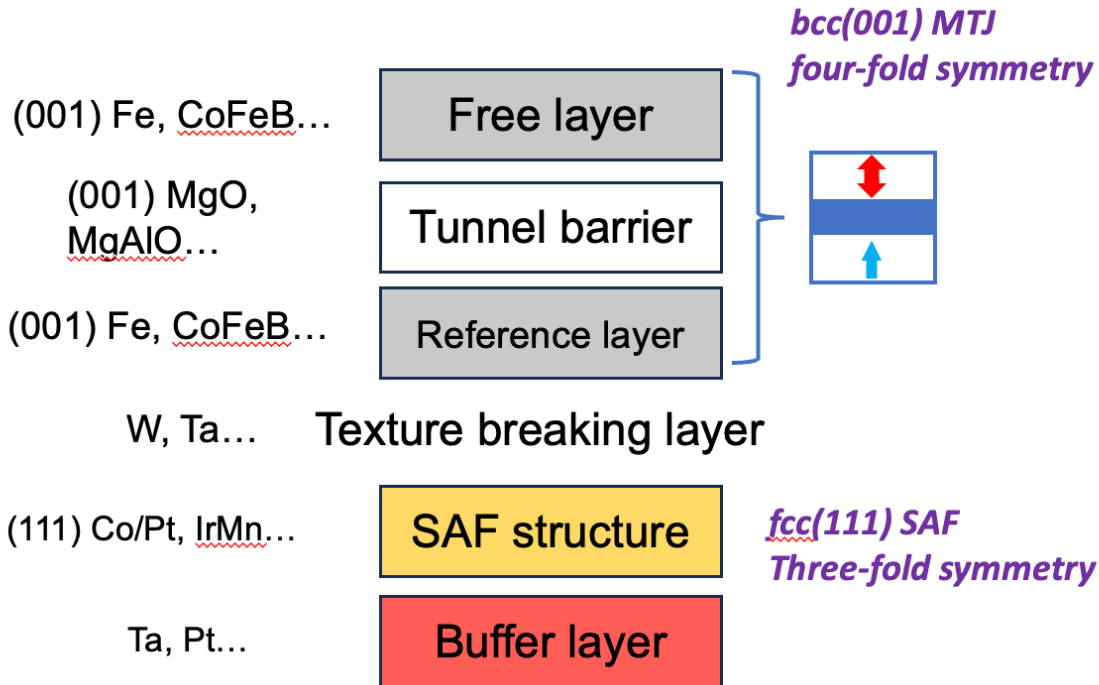 bcc(001) MTJ
four-fold symmetry
(001) Fe, CoFeB…
Free layer
(001) MgO,
MgAlO…
Tunnel barrier
(001) Fe, CoFeB…
Reference layer
W, Ta…
Texture breaking layer
(111) Co/Pt, IrMn…
SAF structure
fcc(111) SAF
Three-fold symmetry
Ta, Pt…
Buffer layer